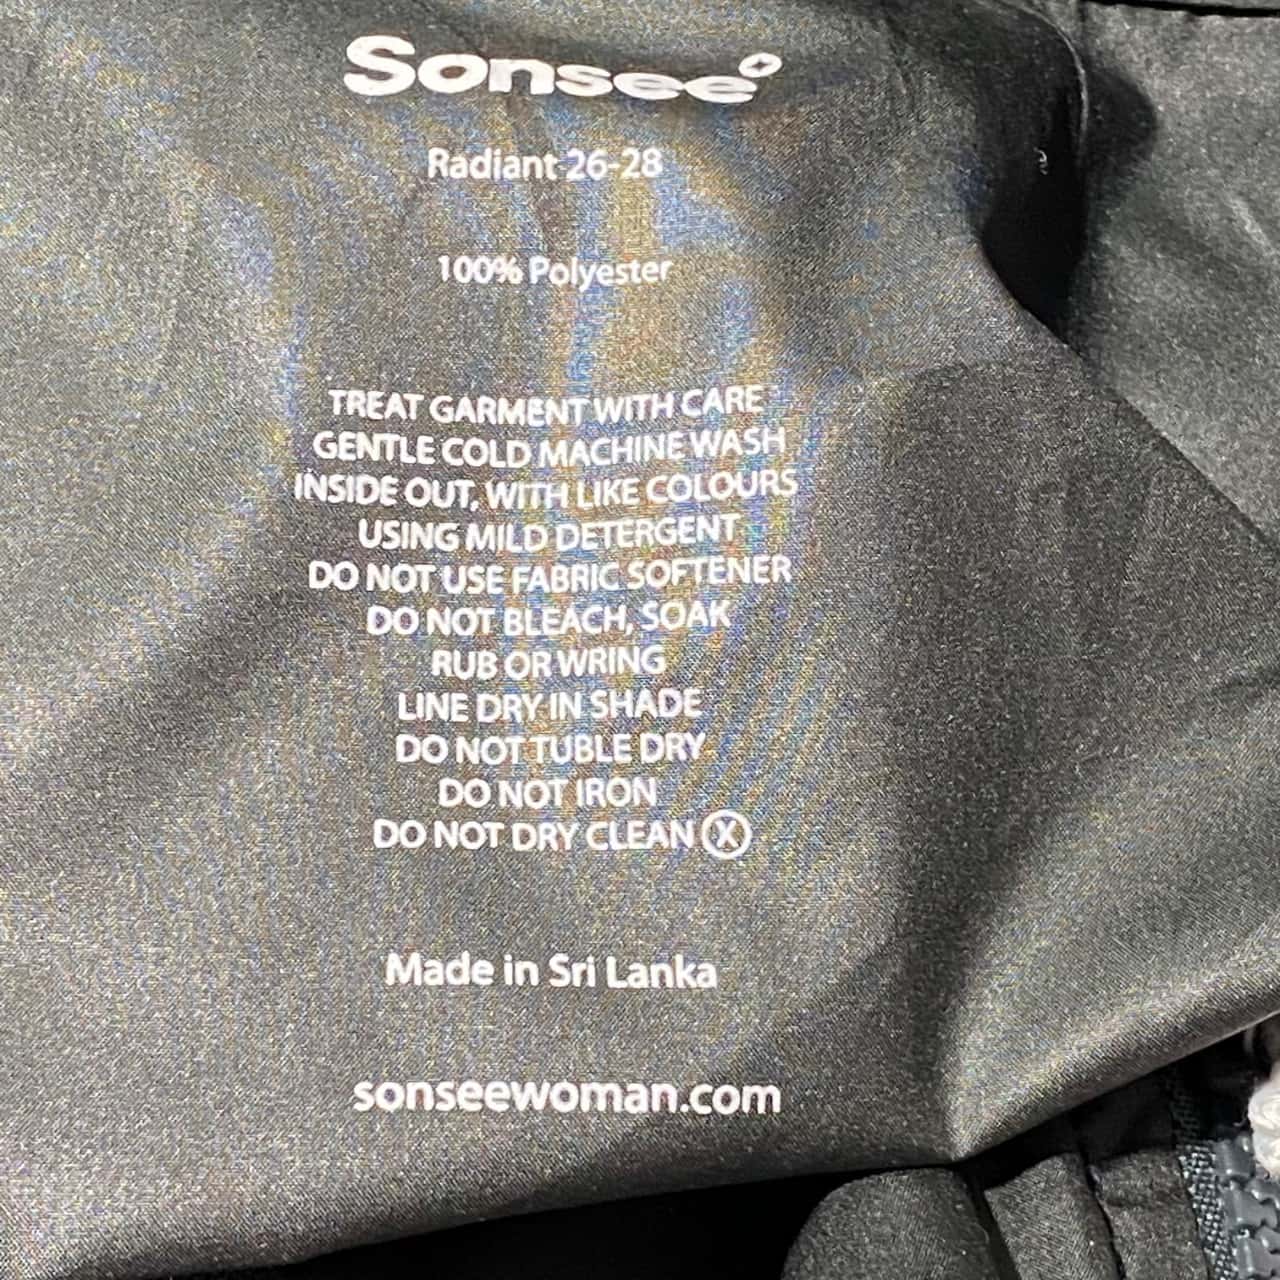 Sonsee
Radiant 26-28
100% Polyester
TREAT GARMENT WITH CARE
GENTLE COLD MACHINE WASH
INSIDE OUT, WITH LIKE COLOURS
USING MILD DETERGENT
DO NOT USE FABRIC SOFTENER
DO NOT BLEACH, SOAK
RUB OR WRING
LINE DRY IN SHADE
DO NOT TUBLE DRY
DO NOT IRON
DO NOT DRY CLEAN Ⓧ
Made in Sri Lanka
sonseewoman.com